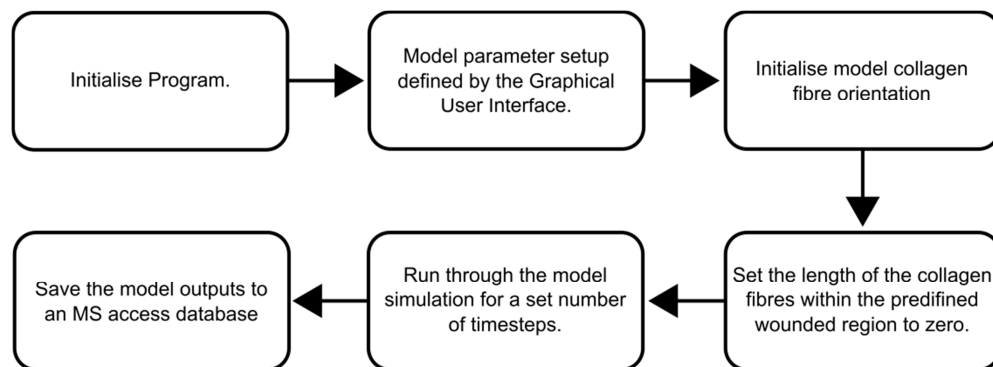 Initialise Program.
Model parameter setup
defined by the Graphical
User Interface.
Initialise model collagen
fibre orientation
Set the length of the collagen
fibres within the predifined
wounded region to zero.
Run through the model
simulation for a set number
of timesteps.
Save the model outputs to
an MS access database